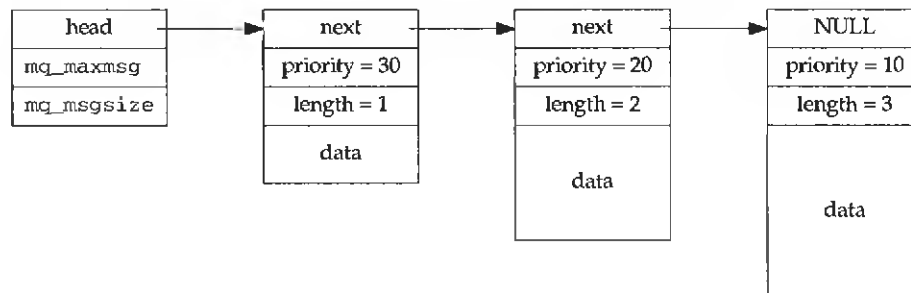 head
mq_maxmsg
mq_msgsize
next
priority = 30
length = 1
data
next
priority = 20
length = 2
data
NULL
priority = 10
length = 3
data